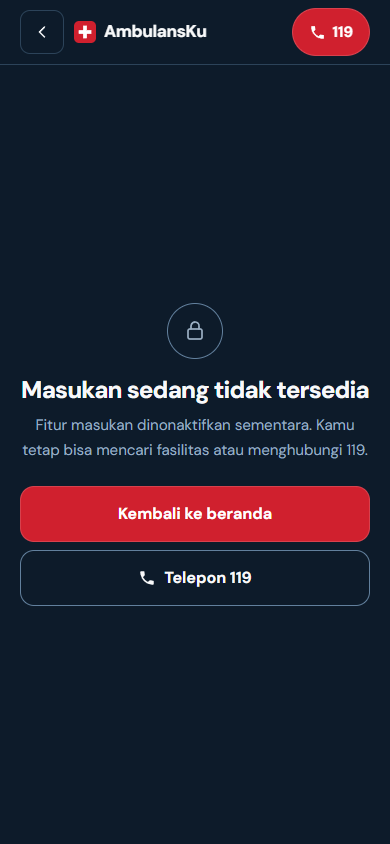 AmbulansKu
119
Masukan sedang tidak tersedia
Fitur masukan dinonaktifkan sementara. Kamu
tetap bisa mencari fasilitas atau menghubungi 119.
Kembali ke beranda
Telepon 119